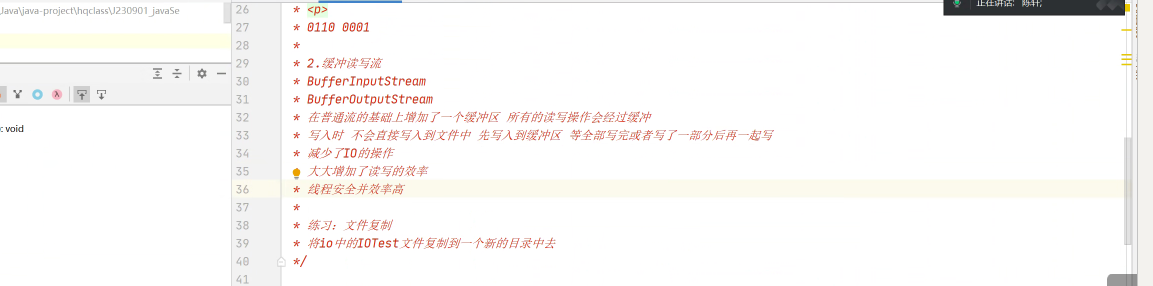 Java\java-project\hqclass\J230901_javaSe
正在讲话: 陈轩;
: void
26 * <p>
27 * 0110 0001
28 *
29 * 2.缓冲读写流
30 * BufferInputStream
31 * BufferOutputStream
32 * 在普通流的基础上增加了一个缓冲区 所有的读写操作会经过缓冲
33 * 写入时 不会直接写入到文件中 先写入到缓冲区 等全部写完或者写了一部分后再一起写
34 * 减少了IO的操作
35 * 大大增加了读写的效率
36 * 线程安全并效率高
37 *
38 * 练习：文件复制
39 * 将io中的IOTest文件复制到一个新的目录中去
40 */
41